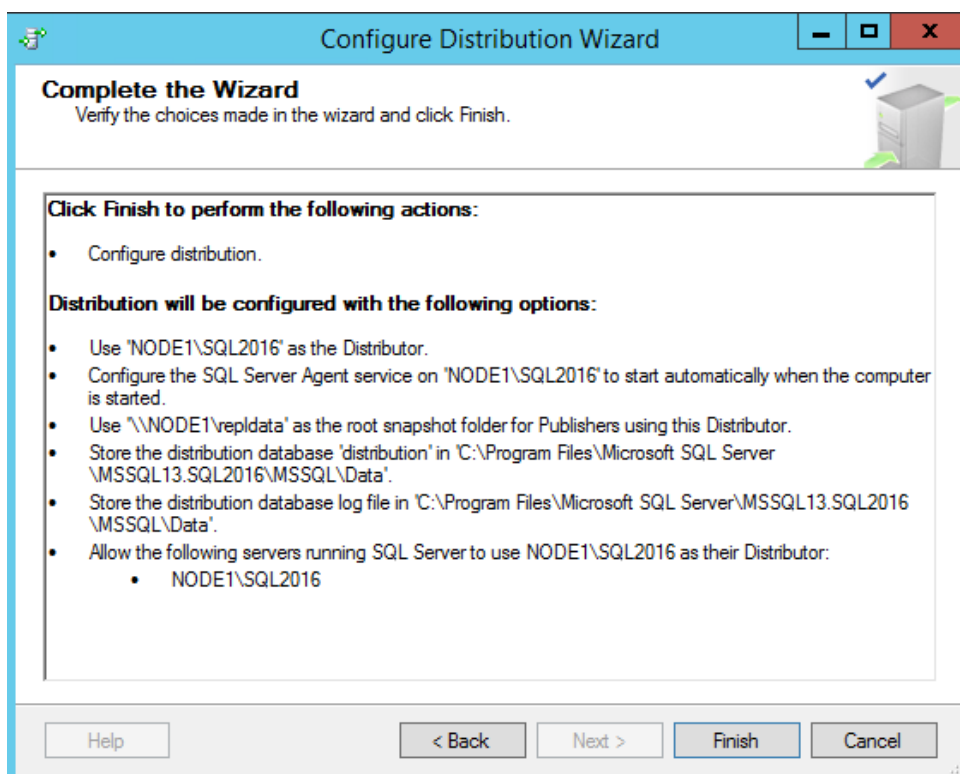 Configure Distribution Wizard
Complete the Wizard
Verify the choices made in the wizard and click Finish.
Click Finish to perform the following actions:
• Configure distribution.
Distribution will be configured with the following options:
• Use 'NODE1\SQL2016' as the Distributor.
• Configure the SQL Server Agent service on 'NODE1\SQL2016' to start automatically when the computer
is started.
• Use '\\NODE1\repldata' as the root snapshot folder for Publishers using this Distributor.
• Store the distribution database 'distribution' in 'C:\Program Files\Microsoft SQL Server
\MSSQL13.SQL2016\MSSQL\Data'.
• Store the distribution database log file in 'C:\Program Files\Microsoft SQL Server\MSSQL13.SQL2016
\MSSQL\Data'.
• Allow the following servers running SQL Server to use NODE1\SQL2016 as their Distributor:
• NODE1\SQL2016
Help
< Back
Next >
Finish
Cancel